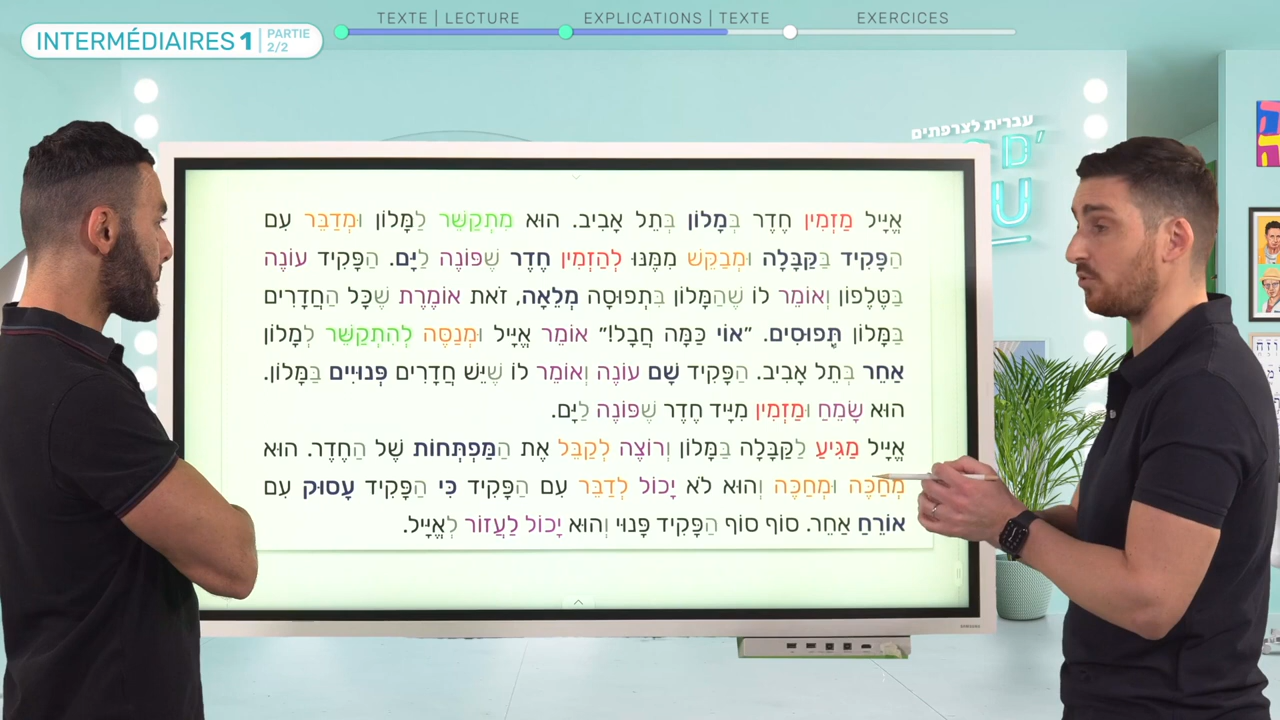 TEXTE | LECTURE
EXPLICATIONS | TEXTE
EXERCICES
INTERMÉDIAIRES 1 | PARTIE 2/2
עברית לצרפתים
D'
U
אֱיָיל מַזְמִין חֶדֶר בְּמָלוֹן בְּתֵל אָבִיב. הוּא מִתְקַשֵּׁר לַמָּלוֹן וּמְדַבֵּר עִם
הַפָּקִיד בַּקַּבָּלָה וּמְבַקֵּשׁ מִמֶּנּוּ לְהַזְמִין חֶדֶר שֶׁפּוֹנֶה לַיָּם. הַפָּקִיד עוֹנֶה
בַּטֶּלֶפוֹן וְאוֹמֵר לוֹ שֶׁהַמָּלוֹן בִּתְפוּסָה מְלֵאָה, זֹאת אוֹמֶרֶת שֶׁכָּל הַחֲדָרִים
בַּמָּלוֹן תְּפוּסִים. ״אוֹי כַּמָּה חֲבָל!״ אוֹמֵר אֱיָיל וּמְנַסֶּה לְהִתְקַשֵּׁר לְמָלוֹן
אַחֵר בְּתֵל אָבִיב. הַפָּקִיד שָׁם עוֹנֶה וְאוֹמֵר לוֹ שֶׁיֵּשׁ חֲדָרִים פְּנוּיִים בַּמָּלוֹן.
הוּא שָׂמֵחַ וּמַזְמִין מִיָּיד חֶדֶר שֶׁפּוֹנֶה לַיָּם.
אֱיָיל מַגִּיעַ לַקַּבָּלָה בַּמָּלוֹן וְרוֹצֶה לְקַבֵּל אֶת הַמַּפְתְּחוֹת שֶׁל הַחֶדֶר. הוּא
מְחַכֶּה וּמְחַכֶּה וְהוּא לֹא יָכוֹל לְדַבֵּר עִם הַפָּקִיד כִּי הַפָּקִיד עָסוּק עִם
אוֹרֵחַ אַחֵר. סוֹף סוֹף הַפָּקִיד פָּנוּי וְהוּא יָכוֹל לַעֲזוֹר לֶאֱיָיל.
SAMSUNG